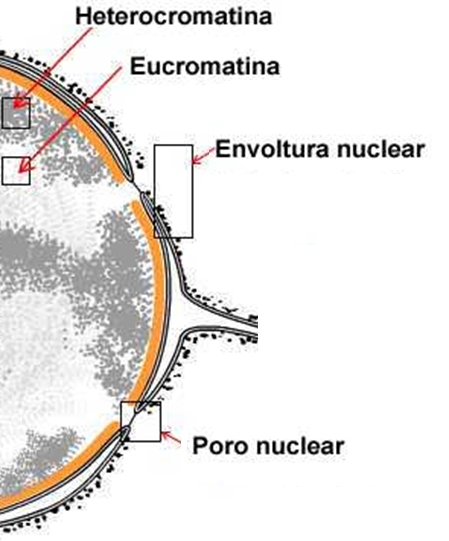 Heterocromatina
Eucromatina
Envoltura nuclear
Poro nuclear